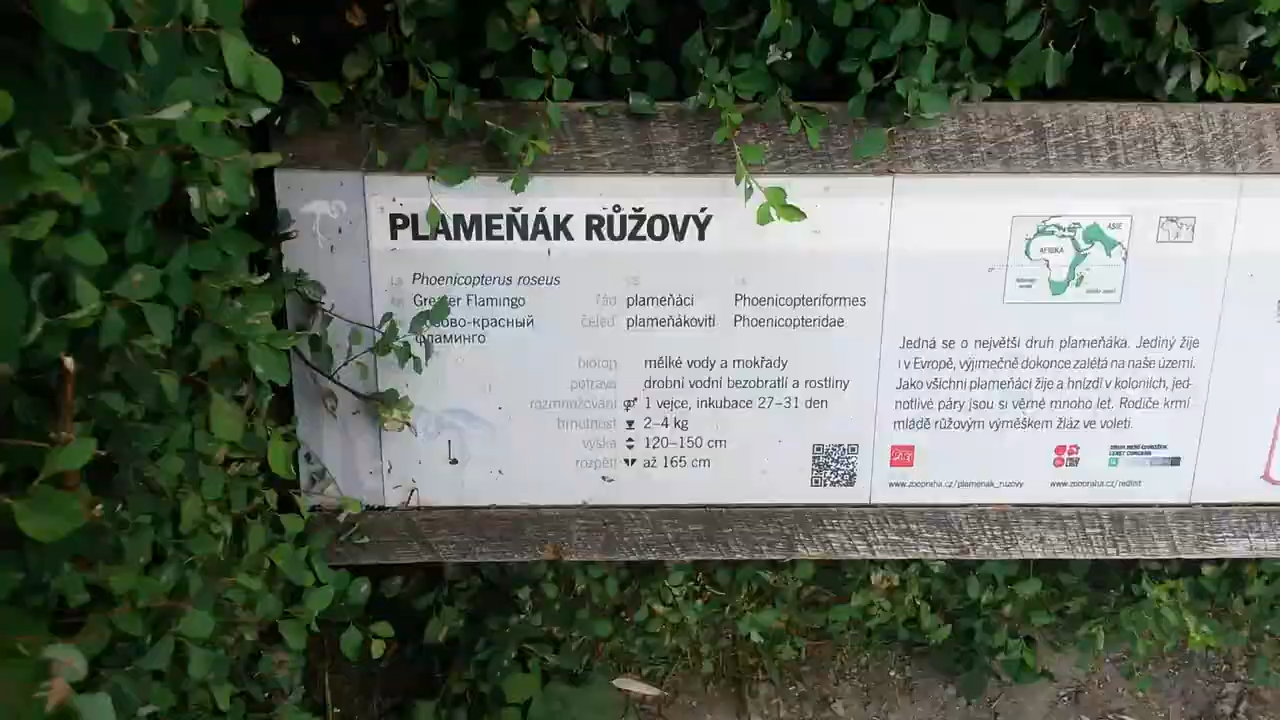 PLAMEŇÁK RŮŽOVÝ
Phoenicopterus roseus
Greater Flamingo
розово-красный
фламинго
řád plameňáci Phoenicopteriformes
čeleď plameňákovití Phoenicopteridae
biotop mělké vody a mokřady
potrava drobní vodní bezobratlí a rostliny
rozmnožování 1 vejce, inkubace 27–31 den
hmotnost 2–4 kg
výška 120–150 cm
rozpětí až 165 cm
AFRIKA
ASIE
Jedná se o největší druh plameňáka. Jediný žije
i v Evropě, výjimečně dokonce zalétá na naše území.
Jako všichni plameňáci žije a hnízdí v koloniích, jed-
notlivé páry jsou si věrné mnoho let. Rodiče krmí
mládě růžovým výměškem žláz ve voleti.
www.zoopraha.cz/plamenak_ruzovy
www.zoopraha.cz/redlist